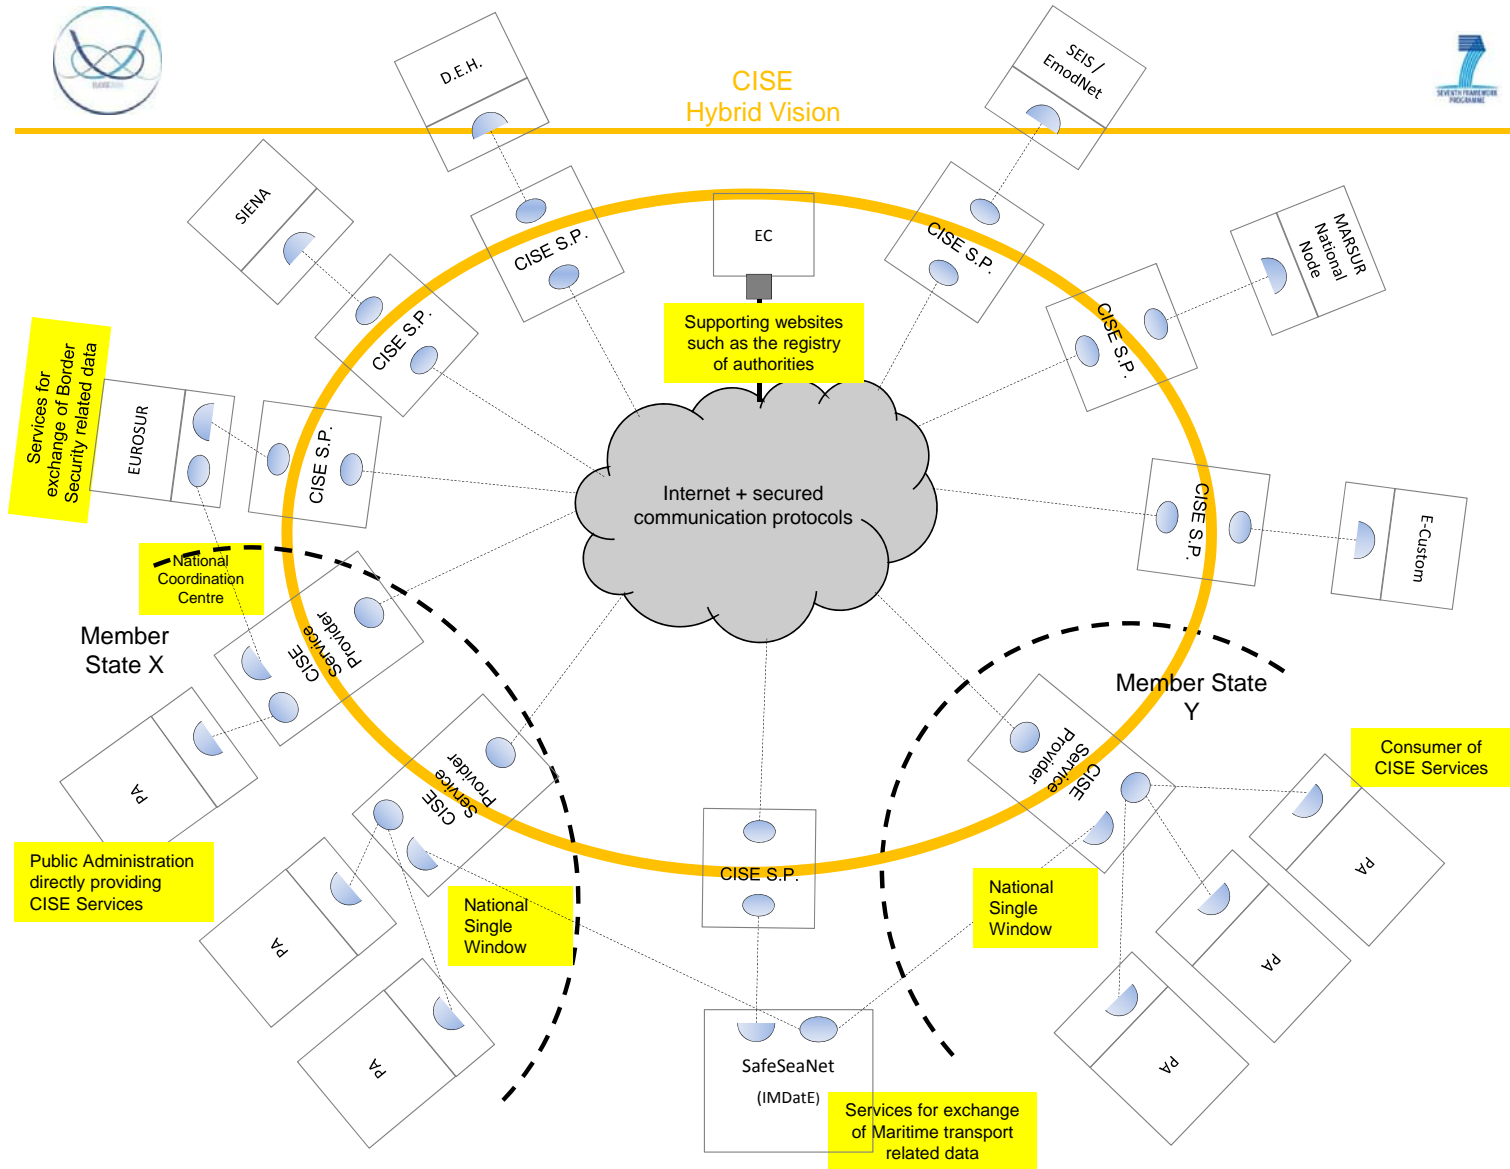 CISE
Hybrid Vision
SEVENTH FRAMEWORK
PROGRAMME
D.E.H.
SEIS /
EmodNet
SIENA
MARSUR
National
Node
CISE S.P.
EC
CISE S.P.
CISE S.P.
CISE S.P.
Supporting websites
such as the registry
of authorities
Services for
exchange of Border
Security related data
EUROSUR
CISE S.P.
Internet + secured
communication protocols
CISE S.P.
E-Custom
National
Coordination
Centre
Member
State X
CISE
Service
Provider
Member State
Y
PA
CISE
Service
Provider
CISE
Service
Provider
Consumer of
CISE Services
Public Administration
directly providing
CISE Services
PA
National
Single
Window
CISE S.P.
National
Single
Window
PA
PA
PA
PA
SafeSeaNet
(IMDatE)
Services for exchange
of Maritime transport
related data